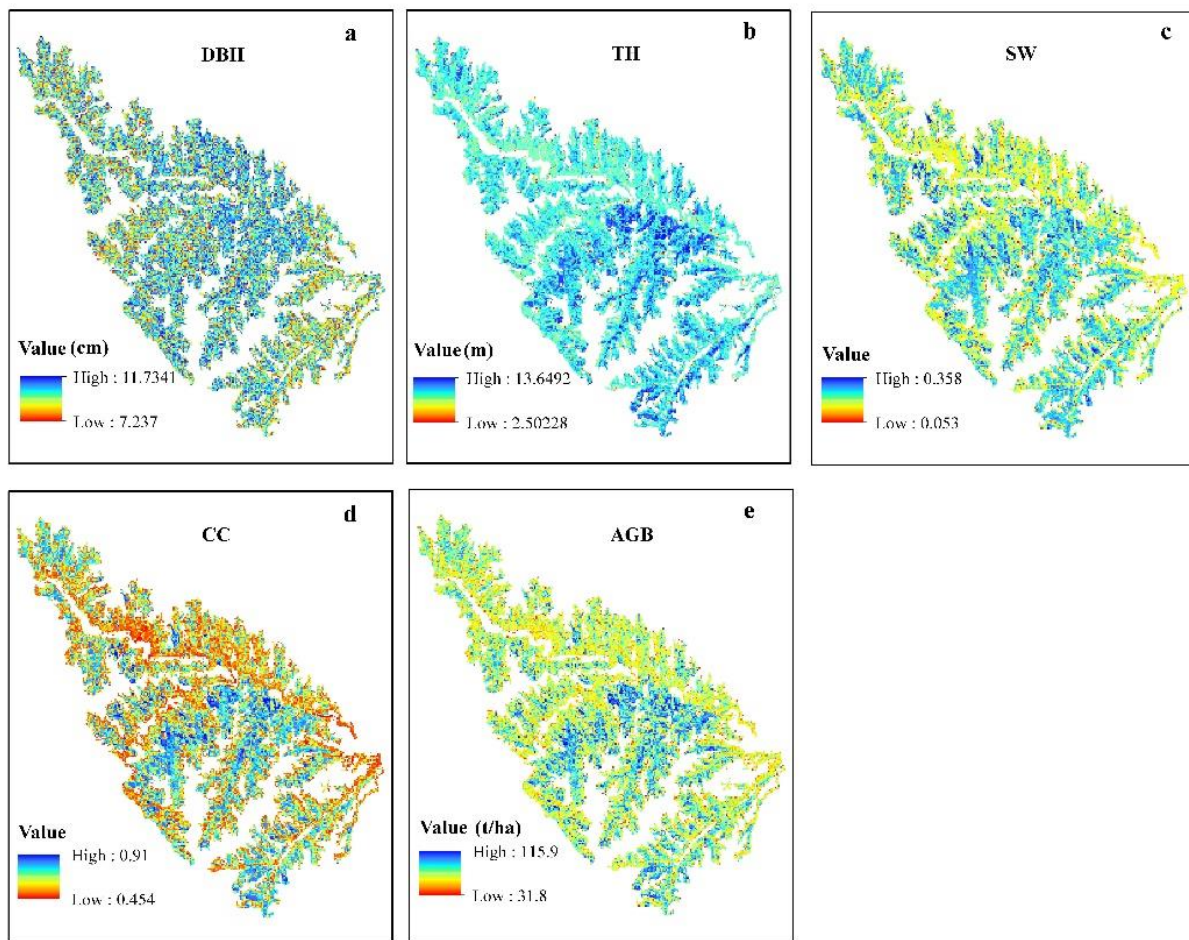 a
DBH
Value (cm)
High : 11.7341
Low : 7.237
b
TH
Value (m)
High : 13.6492
Low : 2.50228
c
SW
Value
High : 0.358
Low : 0.053
d
CC
Value
High : 0.91
Low : 0.454
e
AGB
Value (t/ha)
High : 115.9
Low : 31.8